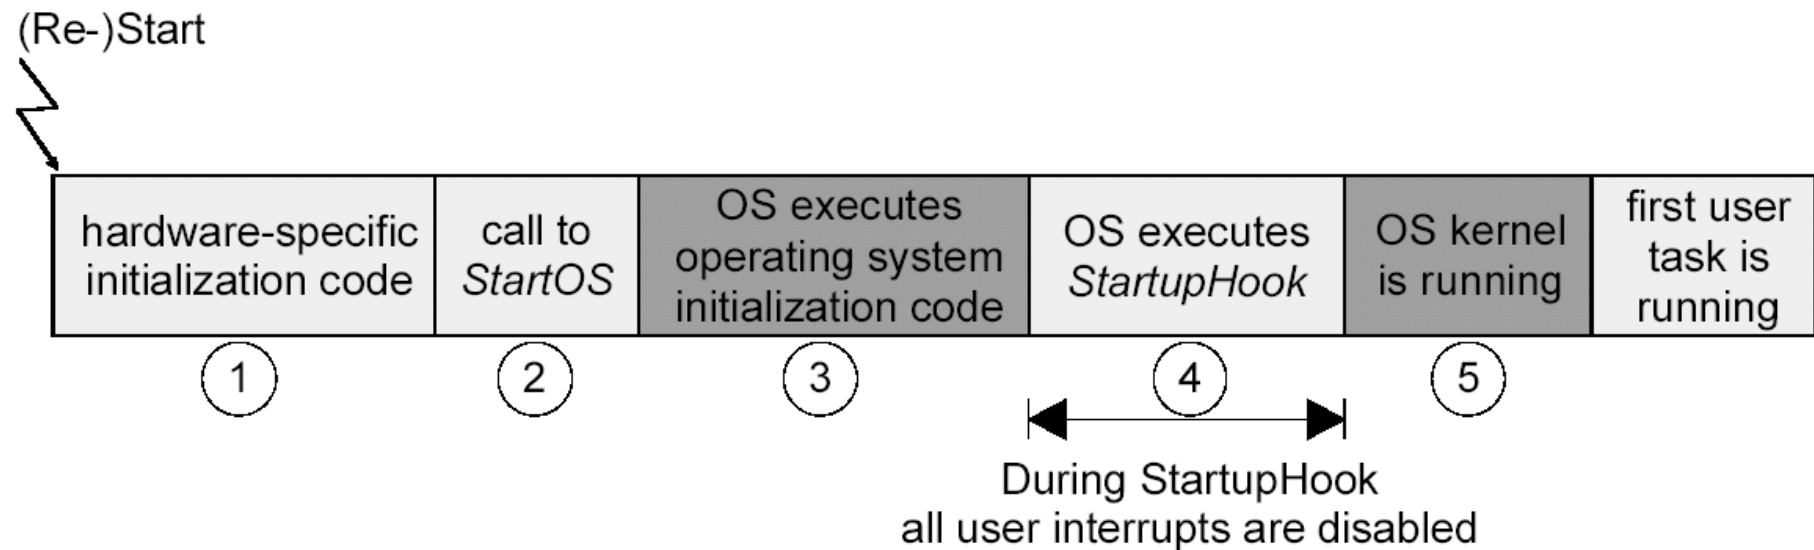 (Re-)Start
hardware-specific
initialization code
call to
StartOS
OS executes
operating system
initialization code
OS executes
StartupHook
OS kernel
is running
first user
task is
running
1
2
3
4
5
During StartupHook
all user interrupts are disabled